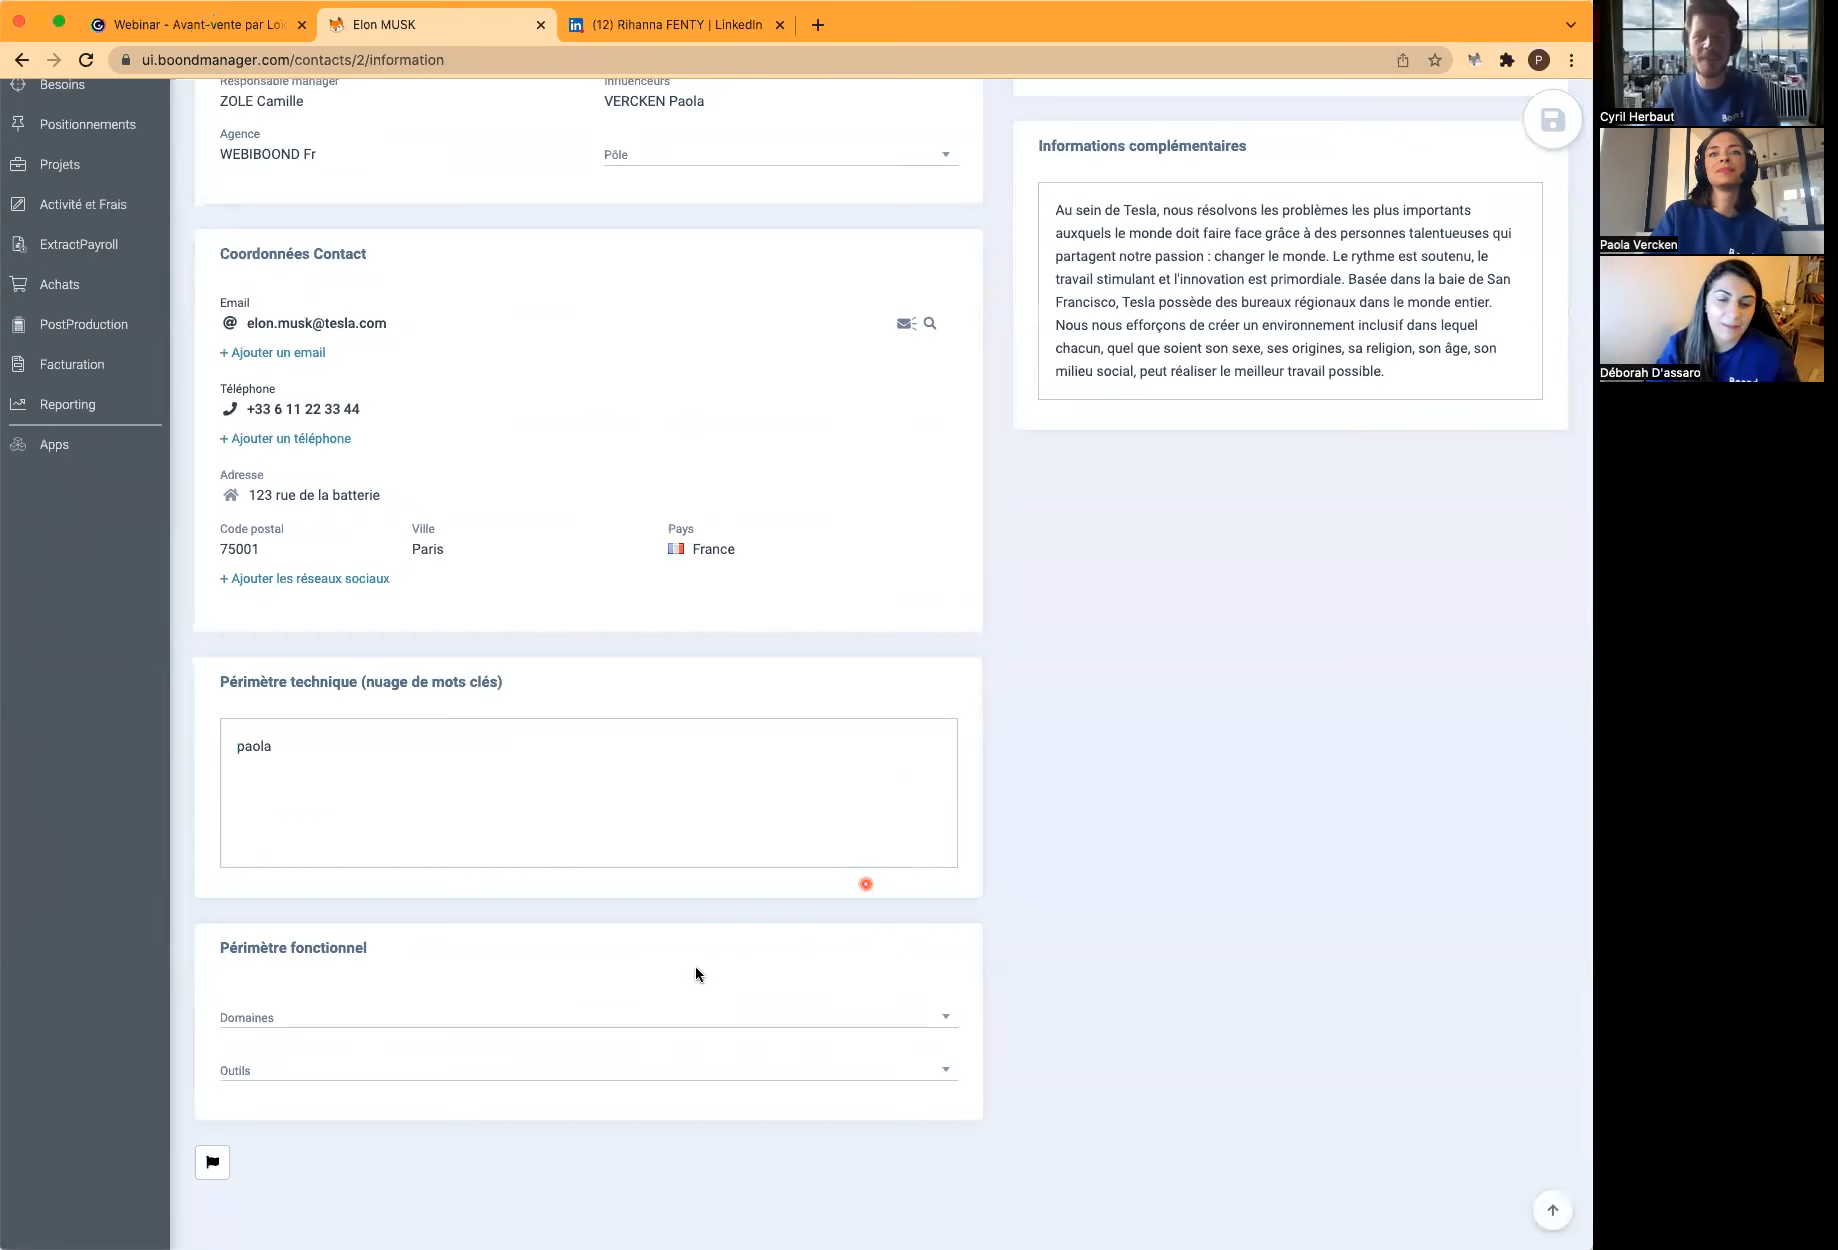 Webinar - Avant-vente par Loï
Elon MUSK
(12) Rihanna FENTY | LinkedIn
ui.boondmanager.com/contacts/2/information
P
Besoins
Positionnements
Projets
Activité et Frais
ExtractPayroll
Achats
PostProduction
Facturation
Reporting
Apps
Responsable manager
ZOLE Camille
Influenceurs
VERCKEN Paola
Agence
WEBIBOOND Fr
Pôle
Coordonnées Contact
Email
@ elon.musk@tesla.com
+ Ajouter un email
Téléphone
+33 6 11 22 33 44
+ Ajouter un téléphone
Adresse
123 rue de la batterie
Code postal
75001
Ville
Paris
Pays
France
+ Ajouter les réseaux sociaux
Périmètre technique (nuage de mots clés)
paola
Périmètre fonctionnel
Domaines
Outils
Informations complémentaires
Au sein de Tesla, nous résolvons les problèmes les plus importants
auxquels le monde doit faire face grâce à des personnes talentueuses qui
partagent notre passion : changer le monde. Le rythme est soutenu, le
travail stimulant et l'innovation est primordiale. Basée dans la baie de San
Francisco, Tesla possède des bureaux régionaux dans le monde entier.
Nous nous efforçons de créer un environnement inclusif dans lequel
chacun, quel que soient son sexe, ses origines, sa religion, son âge, son
milieu social, peut réaliser le meilleur travail possible.
Cyril Herbaut
Paola Vercken
Déborah D'assaro